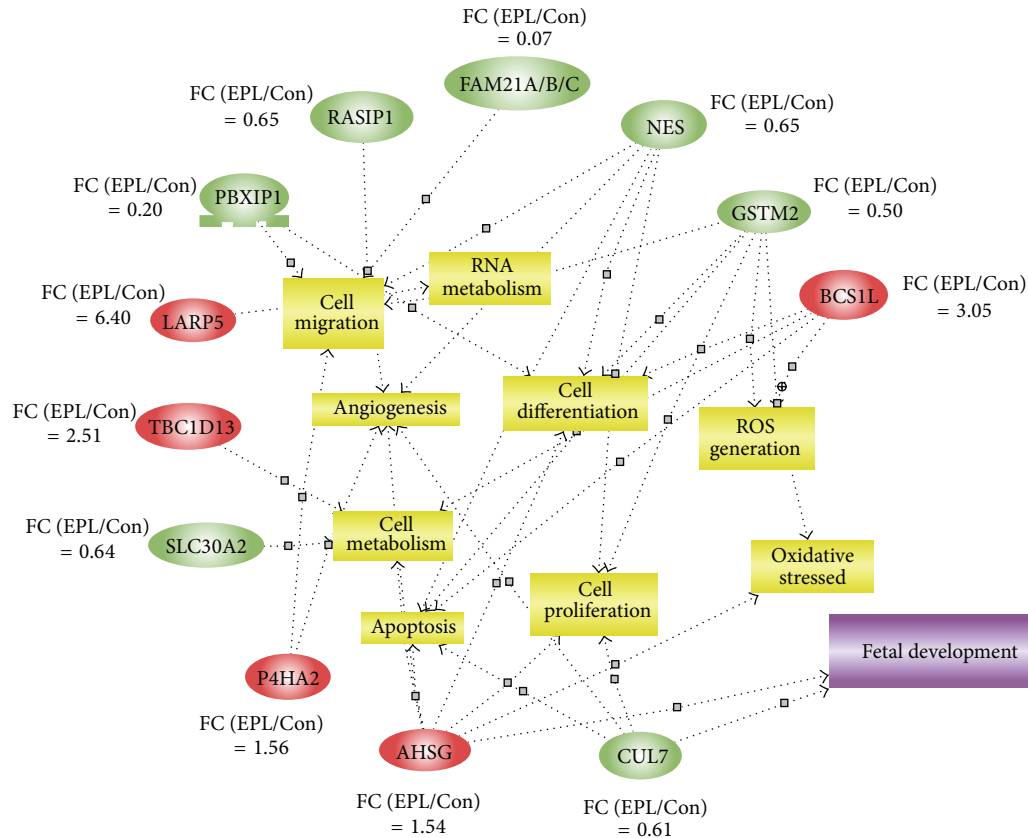 FC (EPL/Con)
= 0.07
FAM21A/B/C
FC (EPL/Con)
= 0.65
RASIP1
NES
FC (EPL/Con)
= 0.65
FC (EPL/Con)
= 0.20
PBXIP1
GSTM2
FC (EPL/Con)
= 0.50
RNA
metabolism
FC (EPL/Con)
= 6.40
LARP5
Cell
migration
BCS1L
FC (EPL/Con)
= 3.05
FC (EPL/Con)
= 2.51
TBC1D13
Angiogenesis
Cell
differentiation
ROS
generation
FC (EPL/Con)
= 0.64
SLC30A2
Cell
metabolism
Oxidative
stressed
Apoptosis
Cell
proliferation
Fetal development
P4HA2
FC (EPL/Con)
= 1.56
AHSG
FC (EPL/Con)
= 1.54
CUL7
FC (EPL/Con)
= 0.61